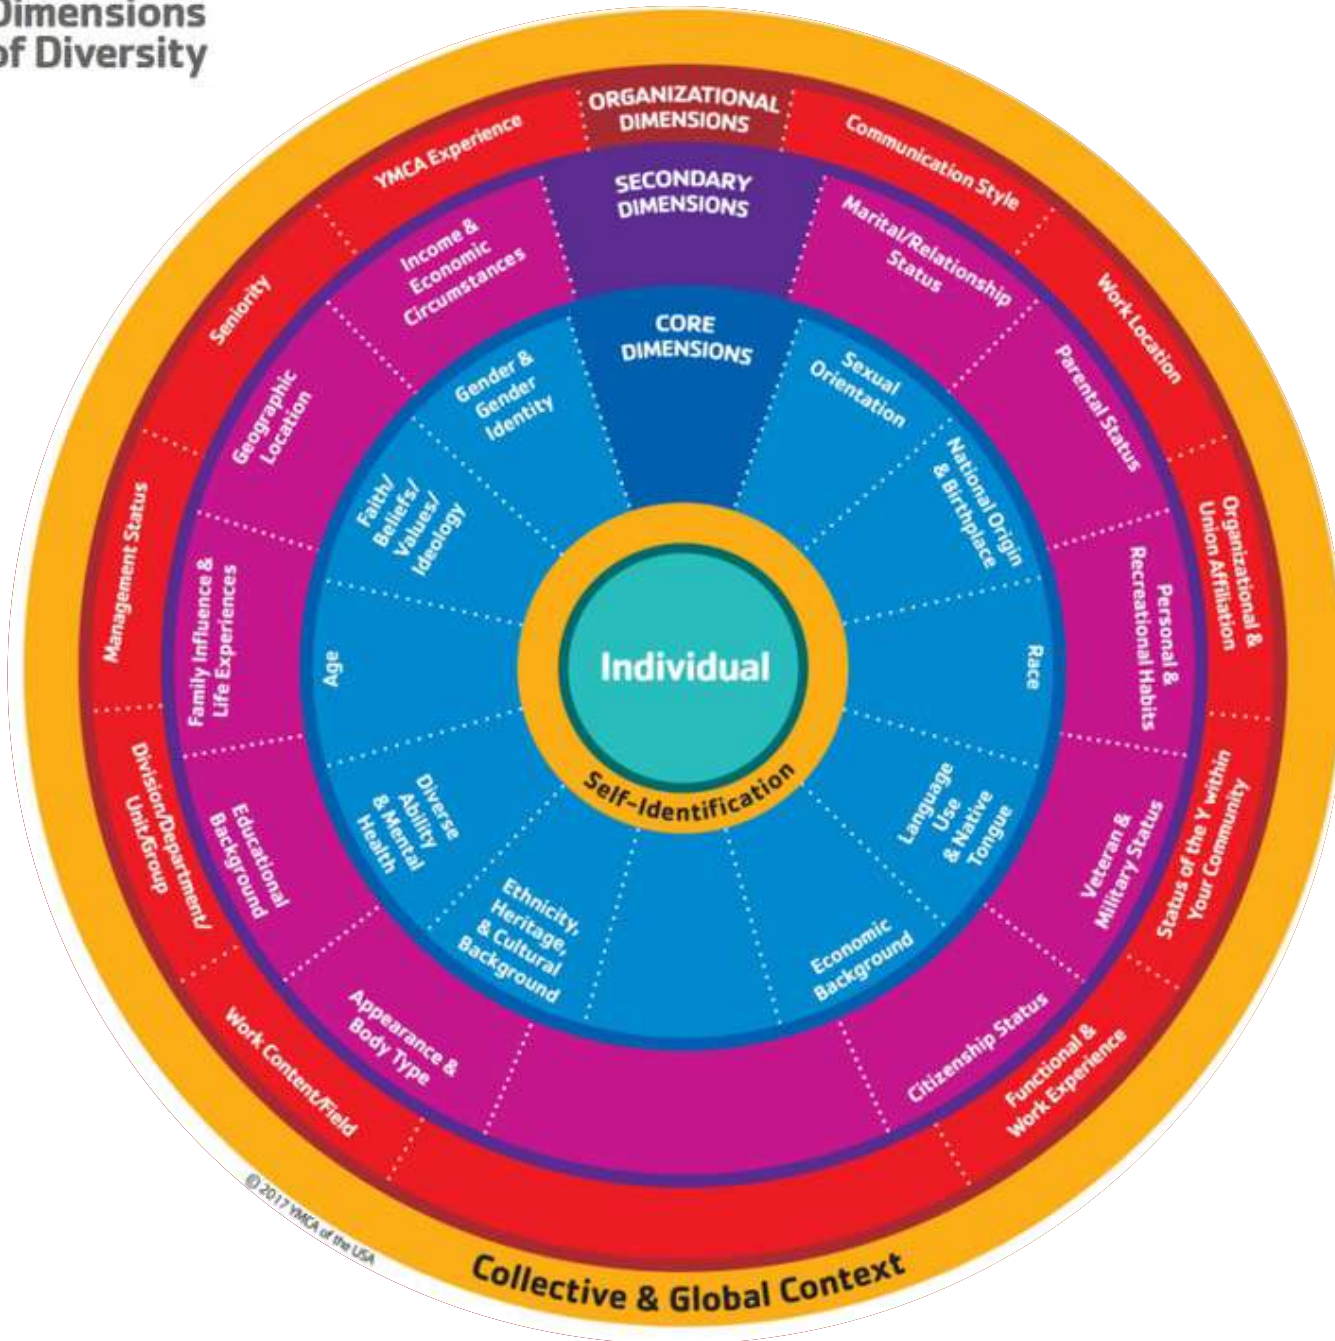 Dimensions
of Diversity
ORGANIZATIONAL
DIMENSIONS
Communication Style
Work Location
Organizational &
Union Affiliation
Status of the Y within
Your Community
Functional &
Work Experience
Work Content/Field
Division/Department/
Unit/Group
Management Status
Seniority
YMCA Experience
SECONDARY
DIMENSIONS
Marital/Relationship
Status
Parental Status
Personal &
Recreational Habits
Veteran &
Military Status
Citizenship Status
Appearance &
Body Type
Educational
Background
Family Influence &
Life Experiences
Geographic
Location
Income &
Economic
Circumstances
CORE
DIMENSIONS
Sexual
Orientation
National Origin
& Birthplace
Race
Language
Use
& Native
Tongue
Economic
Background
Ethnicity,
Heritage,
& Cultural
Background
Diverse
Ability
& Mental
Health
Age
Faith/
Beliefs/
Values/
Ideology
Gender &
Gender
Identity
Individual
Self-Identification
Collective & Global Context
© 2017 YMCA of the USA